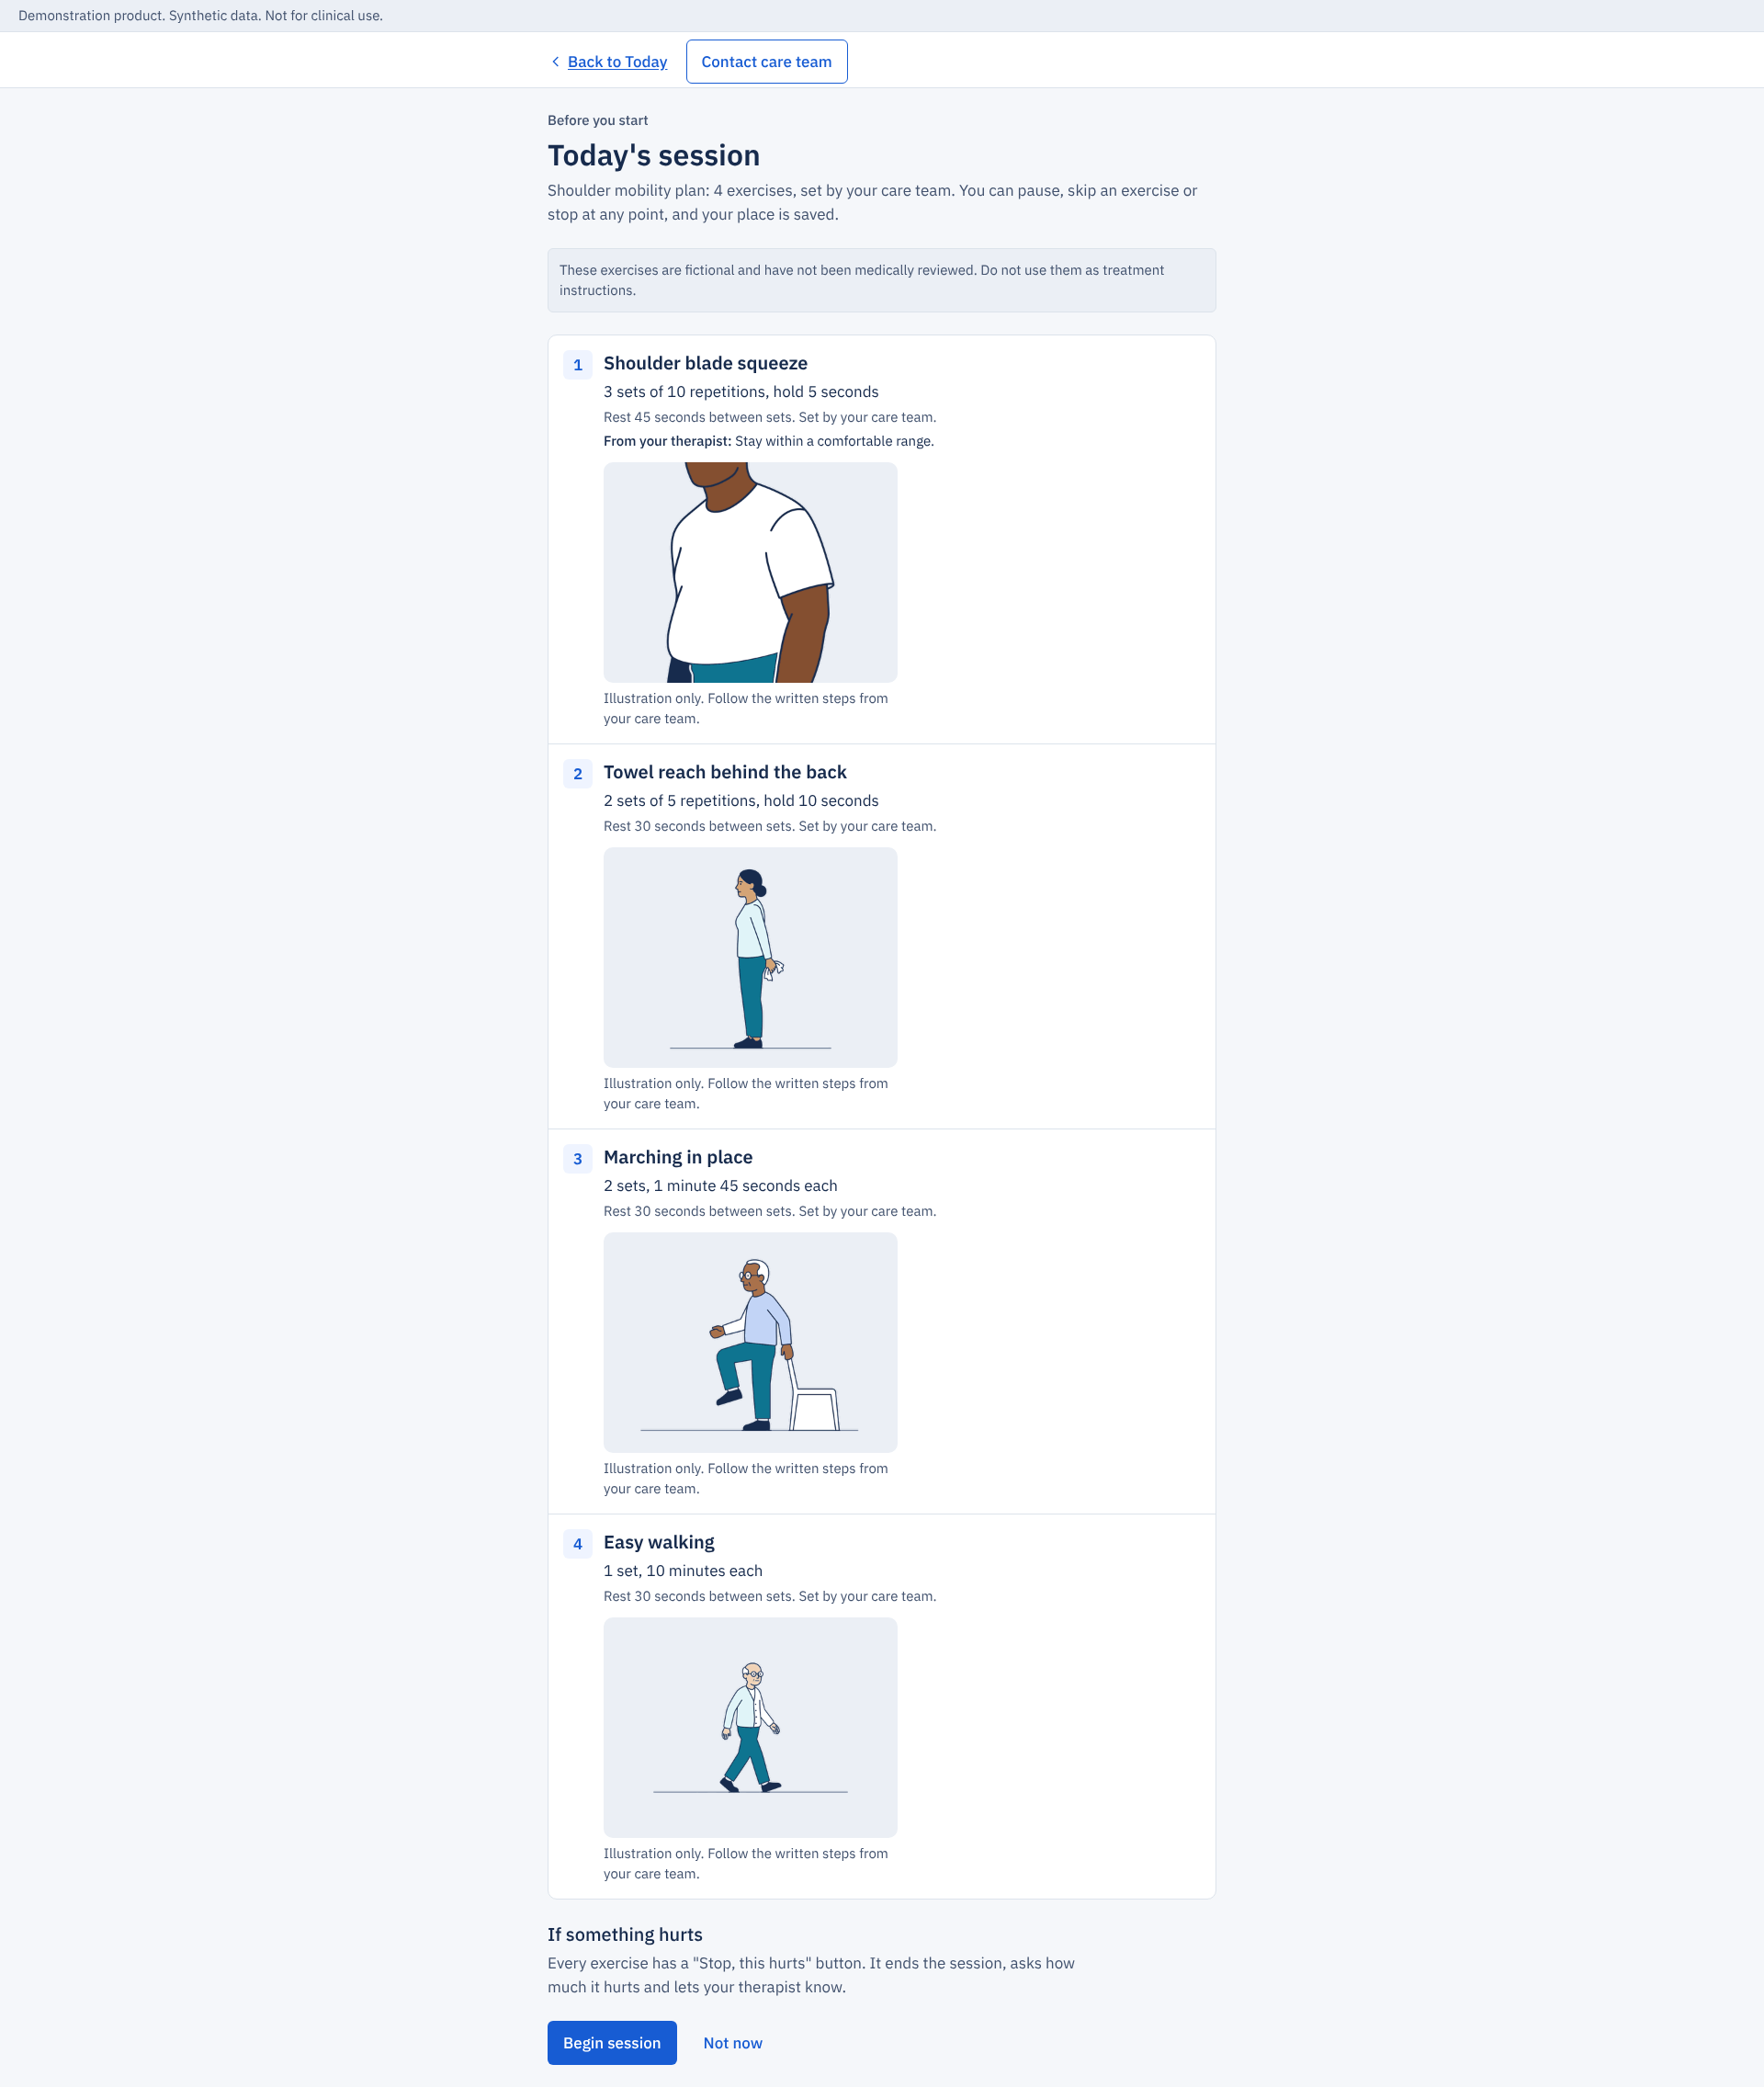 Demonstration product. Synthetic data. Not for clinical use.
Back to Today
Contact care team
Before you start
Today's session
Shoulder mobility plan: 4 exercises, set by your care team. You can pause, skip an exercise or
stop at any point, and your place is saved.
These exercises are fictional and have not been medically reviewed. Do not use them as treatment
instructions.
1
Shoulder blade squeeze
3 sets of 10 repetitions, hold 5 seconds
Rest 45 seconds between sets. Set by your care team.
From your therapist: Stay within a comfortable range.
Illustration only. Follow the written steps from
your care team.
2
Towel reach behind the back
2 sets of 5 repetitions, hold 10 seconds
Rest 30 seconds between sets. Set by your care team.
Illustration only. Follow the written steps from
your care team.
3
Marching in place
2 sets, 1 minute 45 seconds each
Rest 30 seconds between sets. Set by your care team.
Illustration only. Follow the written steps from
your care team.
4
Easy walking
1 set, 10 minutes each
Rest 30 seconds between sets. Set by your care team.
Illustration only. Follow the written steps from
your care team.
If something hurts
Every exercise has a "Stop, this hurts" button. It ends the session, asks how
much it hurts and lets your therapist know.
Begin session
Not now